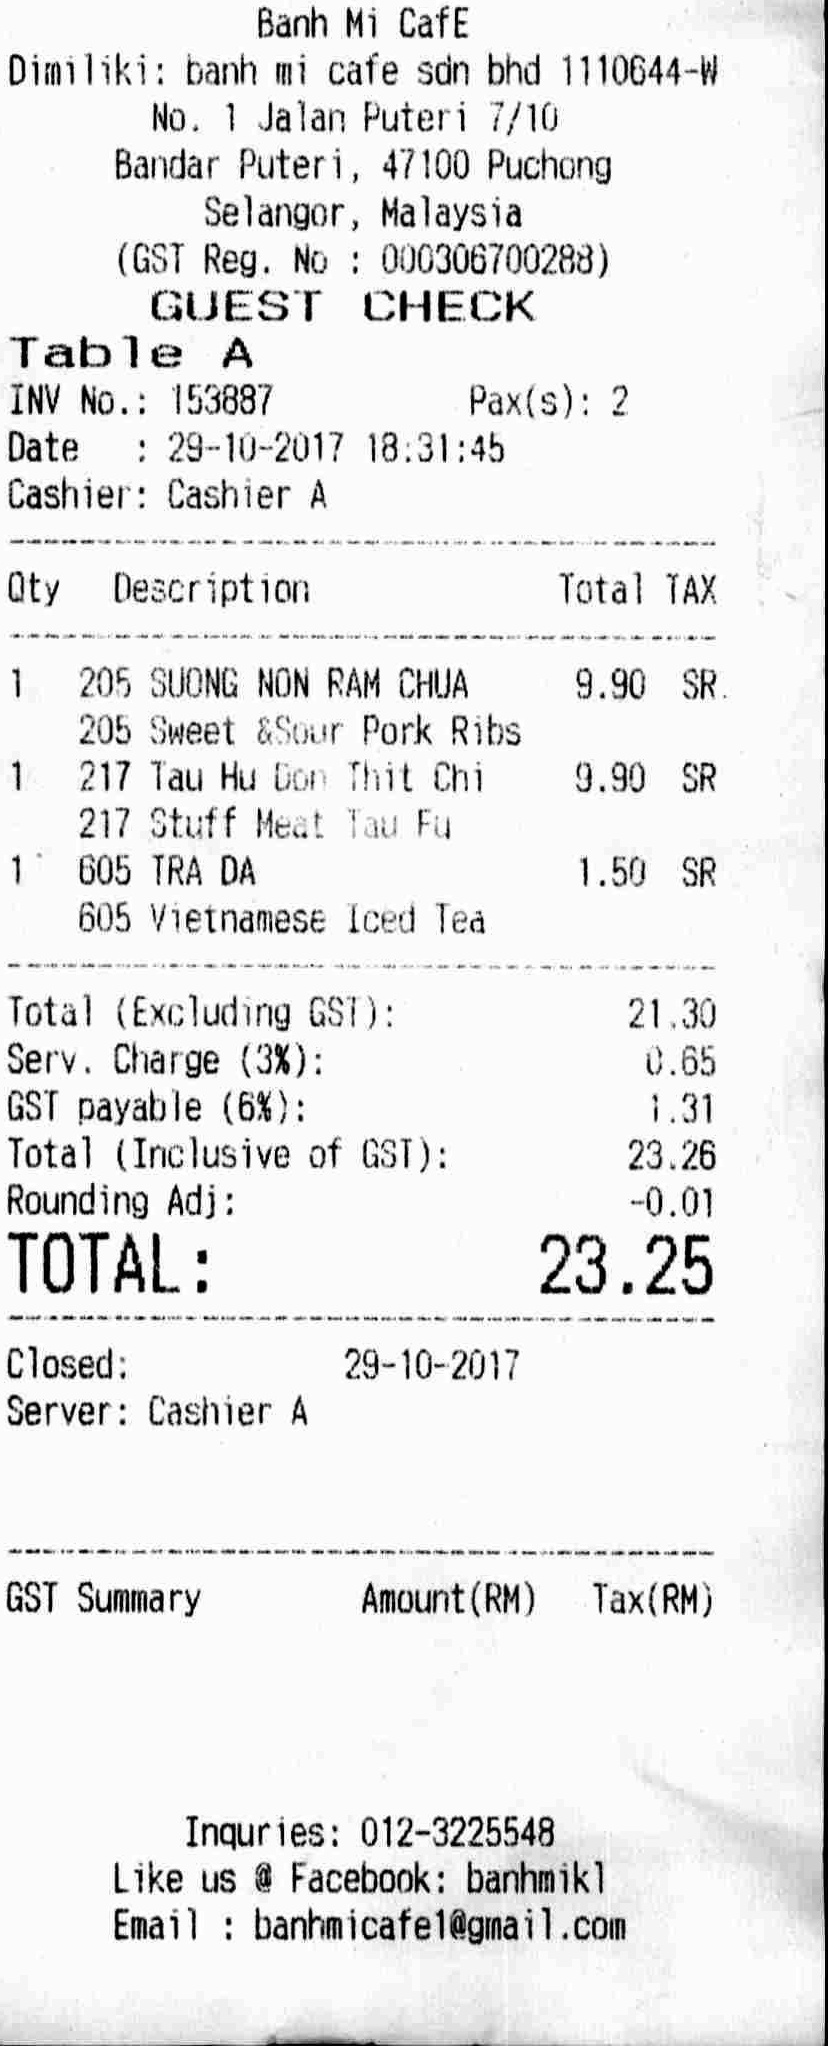 Banh Mi CafE
Dimiliki: banh mi cafe sdn bhd 1110644-W
No. 1 Jalan Puteri 7/10
Bandar Puteri, 47100 Puchong
Selangor, Malaysia
(GST Reg. No : 000306700288)
GUEST CHECK
Table A
INV No.: 153887 Pax(s): 2
Date : 29-10-2017 18:31:45
Cashier: Cashier A
Qty Description Total TAX
1 205 SUONG NON RAM CHUA 9.90 SR
205 Sweet &Sour Pork Ribs
1 217 Tau Hu Don Thit Chi 9.90 SR
217 Stuff Meat Tau Fu
1 605 TRA DA 1.50 SR
605 Vietnamese Iced Tea
Total (Excluding GST): 21.30
Serv. Charge (3%): 0.65
GST payable (6%): 1.31
Total (Inclusive of GST): 23.26
Rounding Adj: -0.01
TOTAL: 23.25
Closed: 29-10-2017
Server: Cashier A
GST Summary Amount(RM) Tax(RM)
Inquries: 012-3225548
Like us @ Facebook: banhmikl
Email : banhmicafe1@gmail.com